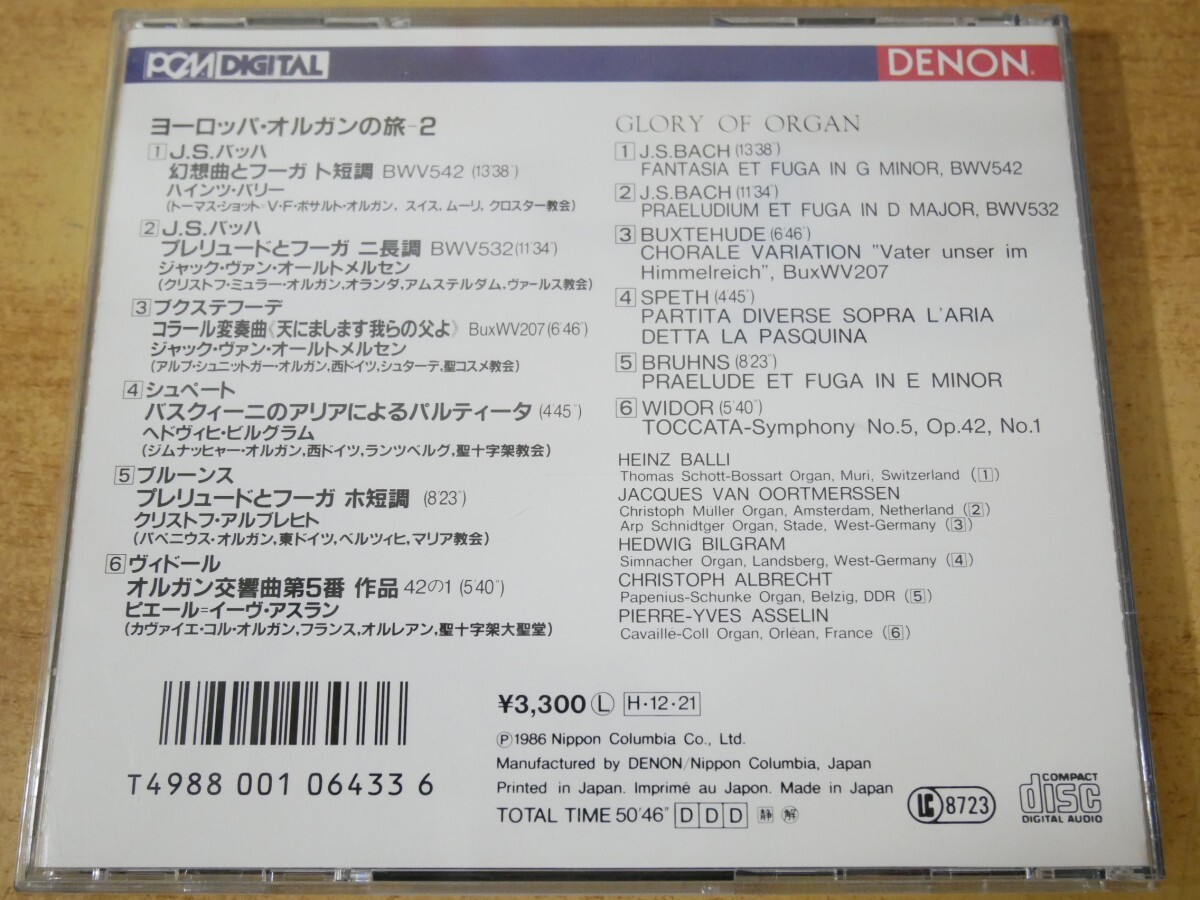 PCM DIGITAL
DENON
ヨーロッパ・オルガンの旅-2
1 J.S.バッハ
幻想曲とフーガ ト短調 BWV542 (13'38")
ハインツ・バリー
(トーマス・ショット=V・F・ボサルト・オルガン, スイス, ムーリ, クロスター教会)
2 J.S.バッハ
プレリュードとフーガ ニ長調 BWV532(11'34")
ジャック・ヴァン・オールトメルセン
(クリストフ・ミュラー・オルガン,オランダ,アムステルダム,ヴァールス教会)
3 ブクステフーデ
コラール変奏曲《天にまします我らの父よ》 BuxWV207(6'46")
ジャック・ヴァン・オールトメルセン
(アルプ・シュニットガー・オルガン,西ドイツ,シュターデ,聖コスメ教会)
4 シュペート
パスクィーニのアリアによるパルティータ (4'45")
ヘドヴィヒ・ビルグラム
(ジムナッヒャー・オルガン,西ドイツ,ランツベルグ,聖十字架教会)
5 ブルーンス
プレリュードとフーガ ホ短調 (8'23")
クリストフ・アルブレヒト
(パペニウス・オルガン,東ドイツ,ベルツィヒ,マリア教会)
6 ヴィドール
オルガン交響曲第5番 作品 42の1 (5'40")
ピエール=イーヴ・アスラン
(カヴァイエ・コル・オルガン,フランス,オルレアン,聖十字架大聖堂)
GLORY OF ORGAN
1 J.S.BACH (13'38")
FANTASIA ET FUGA IN G MINOR, BWV542
2 J.S.BACH (11'34")
PRAELUDIUM ET FUGA IN D MAJOR, BWV532
3 BUXTEHUDE (6'46")
CHORALE VARIATION "Vater unser im
Himmelreich", BuxWV207
4 SPETH (4'45")
PARTITA DIVERSE SOPRA L'ARIA
DETTA LA PASQUINA
5 BRUHNS (8'23")
PRAELUDE ET FUGA IN E MINOR
6 WIDOR (5'40")
TOCCATA-Symphony No.5, Op.42, No.1
HEINZ BALLI
Thomas Schott-Bossart Organ, Muri, Switzerland (1)
JACQUES VAN OORTMERSSEN
Christoph Muller Organ, Amsterdam, Netherland (2)
Arp Schnidtger Organ, Stade, West-Germany (3)
HEDWIG BILGRAM
Simnacher Organ, Landsberg, West-Germany (4)
CHRISTOPH ALBRECHT
Papenius-Schunke Organ, Belzig, DDR (5)
PIERRE-YVES ASSELIN
Cavaille-Coll Organ, Orléan, France (6)
T4988 001 06433 6
¥3,300 Ⓛ H・12・21
Ⓟ1986 Nippon Columbia Co., Ltd.
Manufactured by DENON/Nippon Columbia, Japan
Printed in Japan. Imprimé au Japon. Made in Japan
TOTAL TIME 50'46" D D D 静 解
LC 8723
COMPACT
disc
DIGITAL AUDIO